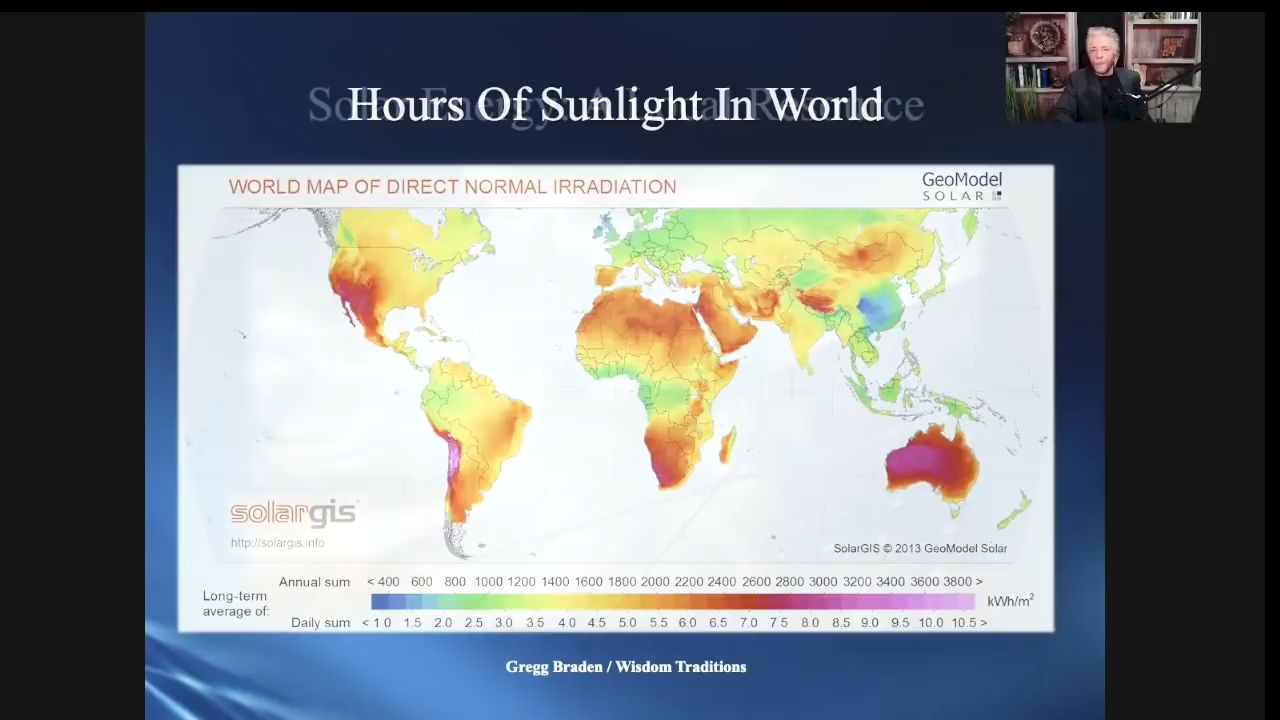 Hours Of Sunlight In World
Solar Energy: A Local Resource
WORLD MAP OF DIRECT NORMAL IRRADIATION
GeoModel
SOLAR
solargis
http://solargis.info
SolarGIS © 2013 GeoModel Solar
Annual sum < 400 600 800 1000 1200 1400 1600 1800 2000 2200 2400 2600 2800 3000 3200 3400 3600 3800 >
Long-term
average of:
kWh/m²
Daily sum < 1 0 1.5 2.0 2.5 3.0 3.5 4.0 4.5 5.0 5.5 6.0 6.5 7.0 7.5 8.0 8.5 9.0 9.5 10.0 10.5 >
Gregg Braden / Wisdom Traditions